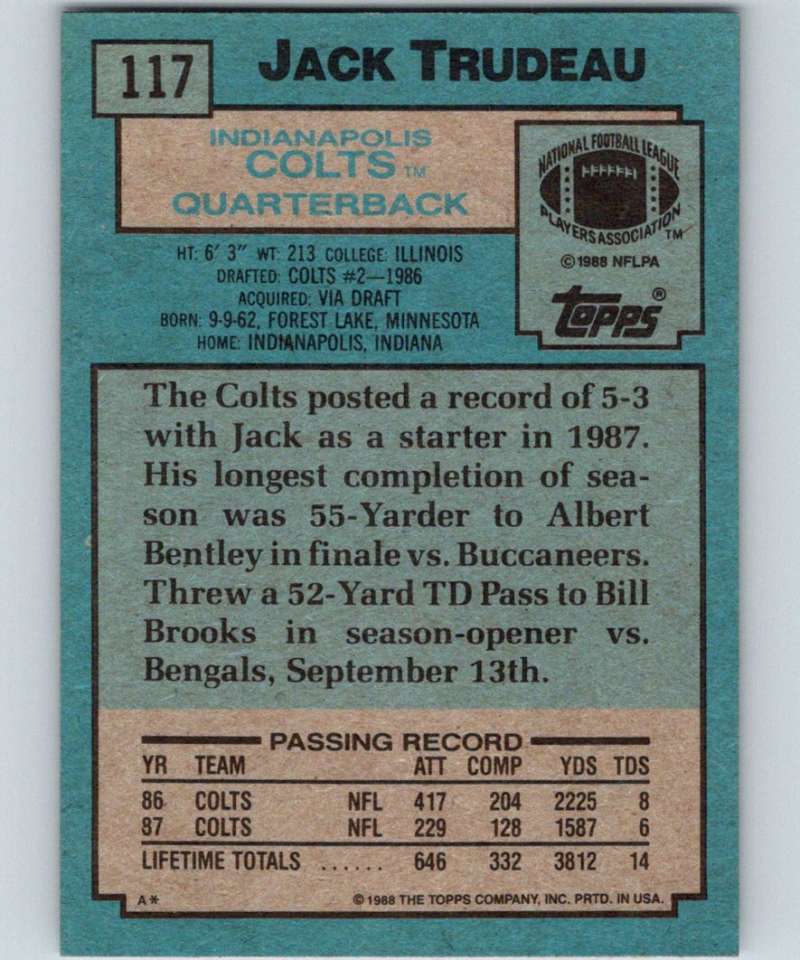 117
JACK TRUDEAU
INDIANAPOLIS
COLTS TM
QUARTERBACK
NATIONAL FOOTBALL LEAGUE
PLAYERS ASSOCIATION TM
© 1988 NFLPA
Topps ®
HT: 6' 3" WT: 213 COLLEGE: ILLINOIS
DRAFTED: COLTS #2—1986
ACQUIRED: VIA DRAFT
BORN: 9-9-62, FOREST LAKE, MINNESOTA
HOME: INDIANAPOLIS, INDIANA
The Colts posted a record of 5-3
with Jack as a starter in 1987.
His longest completion of sea-
son was 55-Yarder to Albert
Bentley in finale vs. Buccaneers.
Threw a 52-Yard TD Pass to Bill
Brooks in season-opener vs.
Bengals, September 13th.
PASSING RECORD
YR TEAM ATT COMP YDS TDS
86 COLTS NFL 417 204 2225 8
87 COLTS NFL 229 128 1587 6
LIFETIME TOTALS ...... 646 332 3812 14
A* © 1988 THE TOPPS COMPANY, INC. PRTD. IN USA.